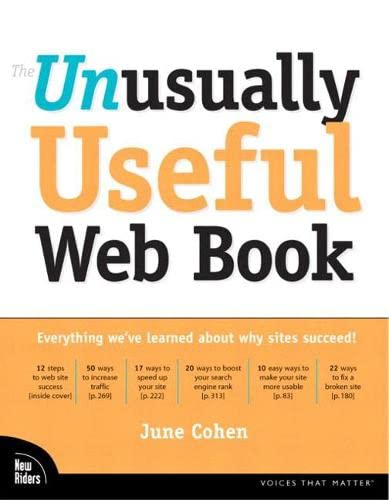 The Unusually
Useful
Web Book
Everything we've learned about why sites succeed!
12 steps
to web site
success
[inside cover]
50 ways
to increase
traffic
[p.269]
17 ways to
speed up
your site
[p.222]
20 ways to boost
your search
engine rank
[p.313]
10 easy ways to
make your site
more usable
[p.83]
22 ways
to fix a
broken site
[p.180]
June Cohen
New
Riders
VOICES THAT MATTER™